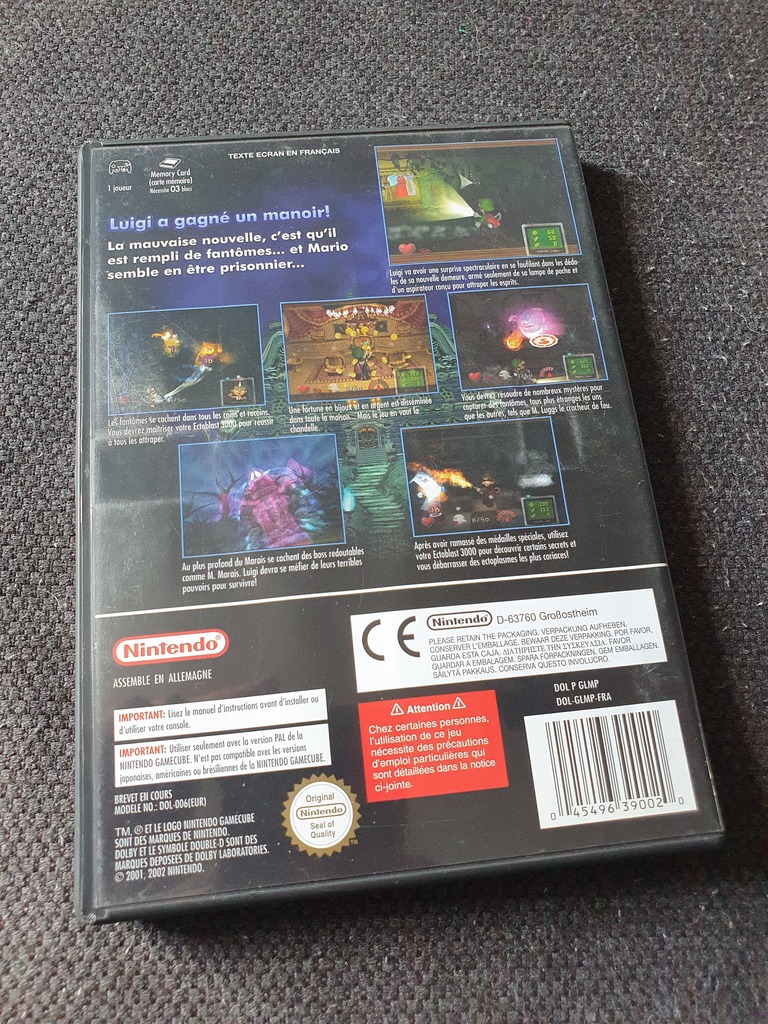 TEXTE ECRAN EN FRANÇAIS
1 joueur
Memory Card
(carte mémoire)
Nécessite 03 blocs
Luigi a gagné un manoir!
La mauvaise nouvelle, c'est qu'il
est rempli de fantômes... et Mario
semble en être prisonnier...
Luigi va avoir une surprise spectaculaire en se faufilant dans les déda-
les de sa nouvelle demeure, armé seulement de sa lampe de poche et
d'un aspirateur conçu pour attraper les esprits.
Les fantômes se cachent dans tous les coins et recoins.
Vous devrez maîtriser votre Ectoblast 3000 pour réussir
à tous les attraper.
Une fortune en bijoux et en argent est disséminée
dans toute la maison... Mais le jeu en vaut la
chandelle.
Vous devrez résoudre de nombreux mystères pour
capturer des fantômes, tous plus étranges les uns
que les autres, tels que M. Luggs le cracheur de feu.
Au plus profond du Marais se cachent des boss redoutables
comme M. Marais. Luigi devra se méfier de leurs terribles
pouvoirs pour survivre!
Après avoir ramassé des médailles spéciales, utilisez
votre Ectoblast 3000 pour découvrir certains secrets et
vous débarrasser des ectoplasmes les plus coriaces!
Nintendo®
ASSEMBLE EN ALLEMAGNE
CE
Nintendo® D-63760 Großostheim
PLEASE RETAIN THE PACKAGING. VERPACKUNG AUFHEBEN.
CONSERVER L'EMBALLAGE. BEWAAR DEZE VERPAKKING. POR FAVOR,
GUARDA ESTA CAJA. ΔΙΑΤΗΡΗΣΤΕ ΤΗΝ ΣΥΣΚΕΥΑΣΙΑ. FAVOR
GUARDAR A EMBALAGEM. SPARA FÖRPACKNINGEN. GEM EMBALLAGEN.
SÄILYTÄ PAKKAUS. CONSERVA QUESTO INVOLUCRO.
DOL P GLMP
DOL-GLMP-FRA
IMPORTANT: Lisez le manuel d'instructions avant d'installer ou
d'utiliser votre console.
IMPORTANT: Utiliser seulement avec la version PAL de la
NINTENDO GAMECUBE. N'est pas compatible avec les versions
japonaises, américaines ou brésiliennes de la NINTENDO GAMECUBE.
⚠ Attention ⚠
Chez certaines personnes,
l'utilisation de ce jeu
nécessite des précautions
d'emploi particulières qui
sont détaillées dans la notice
ci-jointe.
BREVET EN COURS
MODELE NO.: DOL-006(EUR)
TM, ® ET LE LOGO NINTENDO GAMECUBE
SONT DES MARQUES DE NINTENDO.
DOLBY ET LE SYMBOLE DOUBLE-D SONT DES
MARQUES DEPOSEES DE DOLBY LABORATORIES.
© 2001, 2002 NINTENDO.
Original
Nintendo®
Seal of
Quality
TM
0 45496 39002 0